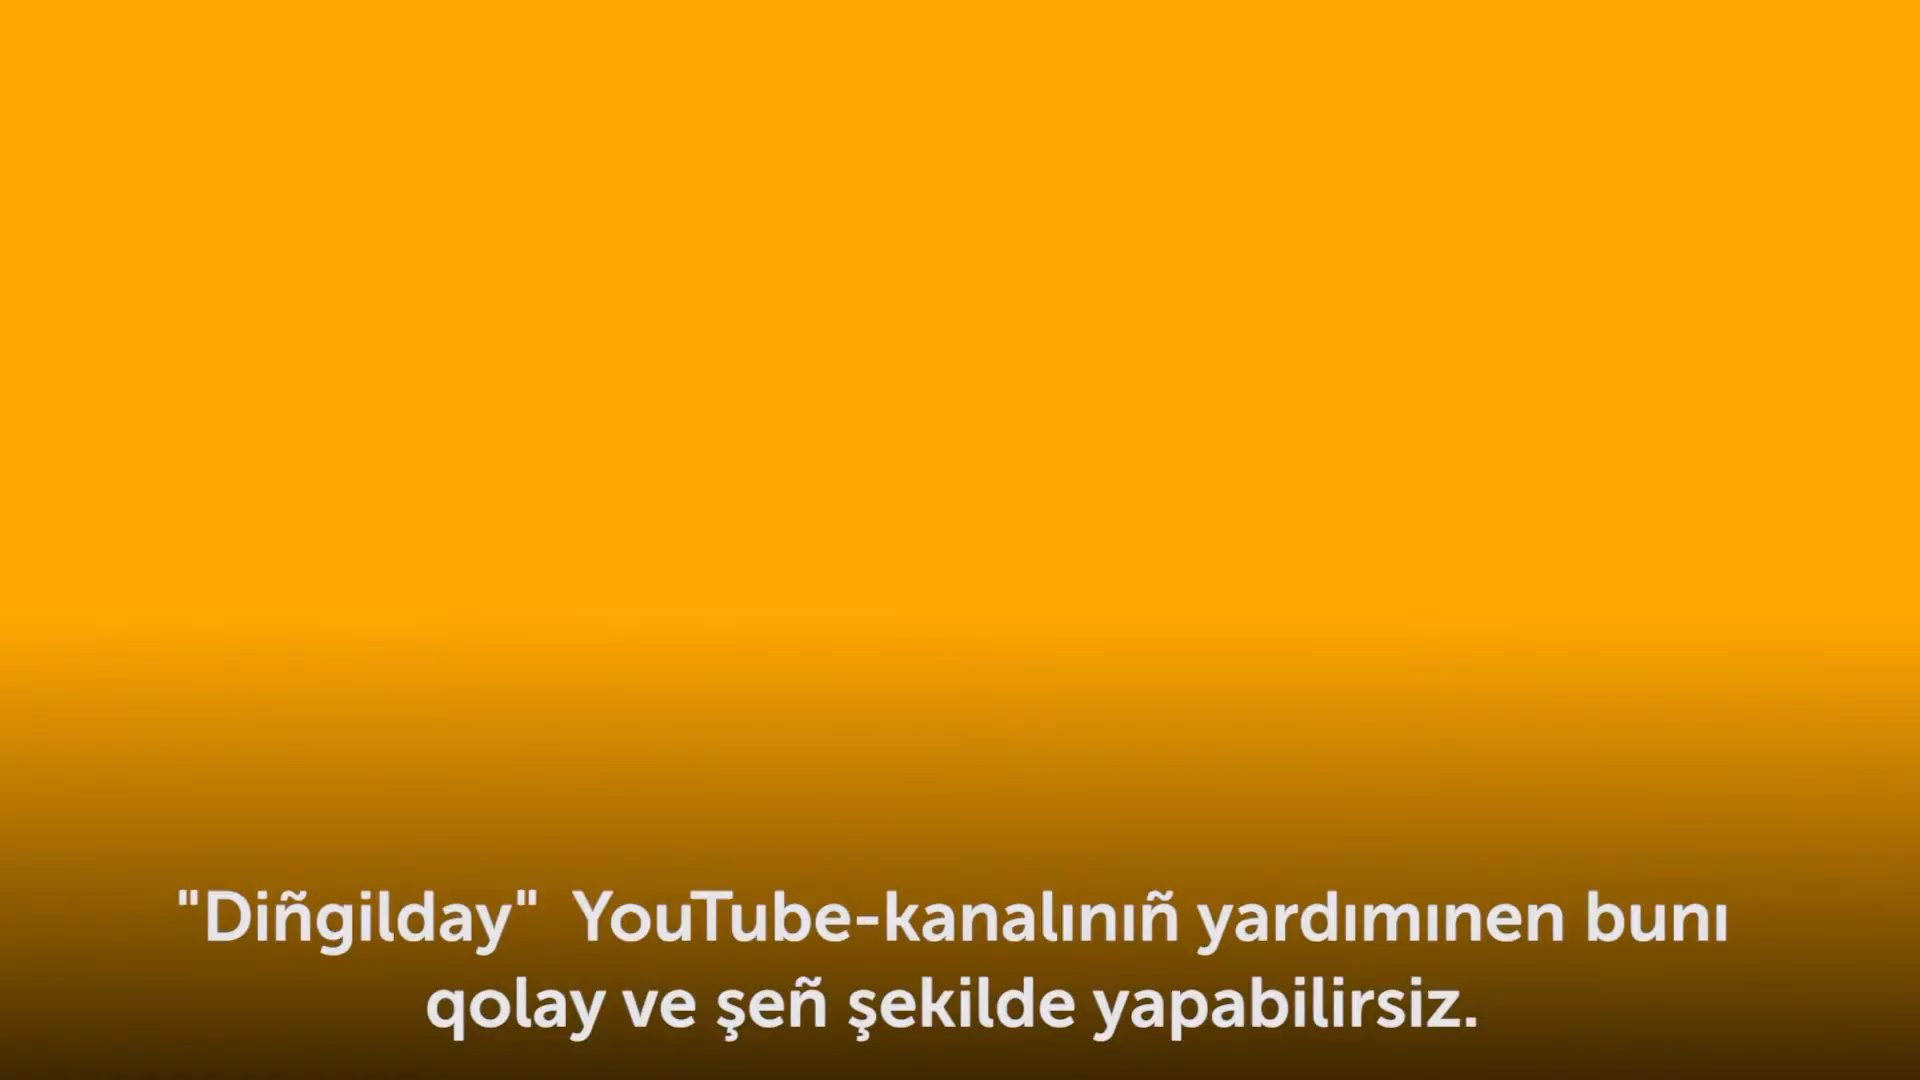 "Diñgilday"  YouTube-kanalınıñ yardımınen bunı
qolay ve şeñ şekilde yapabilirsiz.